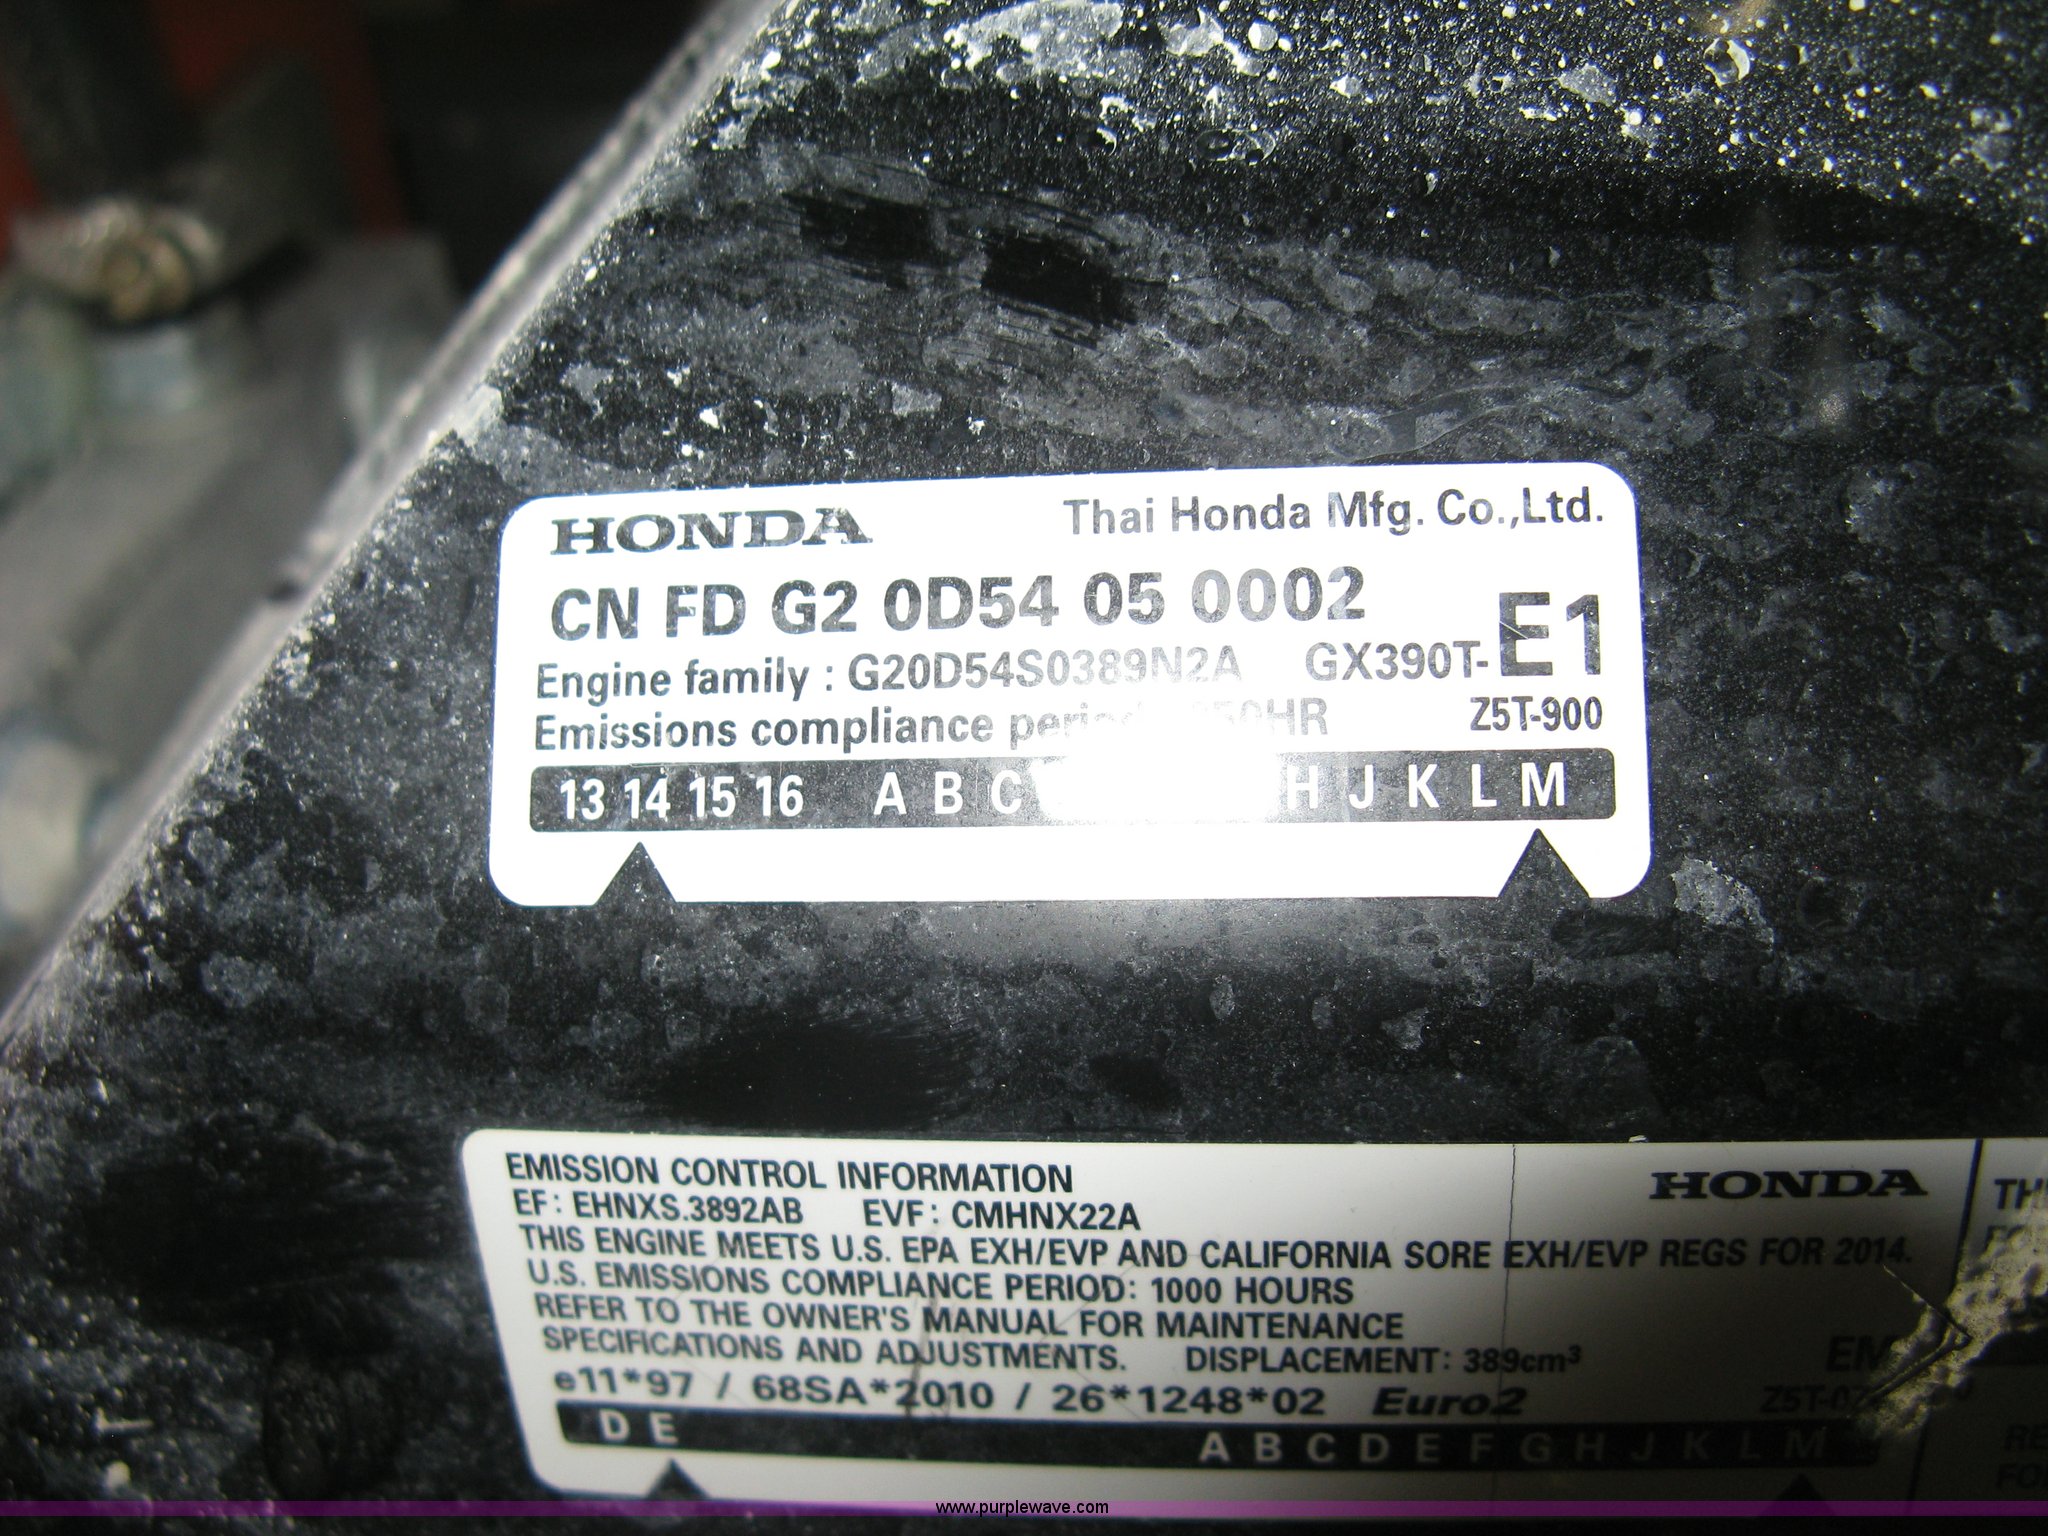 HONDA Thai Honda Mfg. Co.,Ltd.
CN FD G2 0D54 05 0002 E1
Engine family : G20D54S0389N2A GX390T-
Emissions compliance Z5T-900
13 14 15 16 A B C H J K L M
EMISSION CONTROL INFORMATION HONDA
EF: EHNXS.3892AB EVF: CMHNX22A
THIS ENGINE MEETS U.S. EPA EXH/EVP AND CALIFORNIA SORE EXH/EVP REGS FOR 2014.
U.S. EMISSIONS COMPLIANCE PERIOD: 1000 HOURS
REFER TO THE OWNER'S MANUAL FOR MAINTENANCE
SPECIFICATIONS AND ADJUSTMENTS. DISPLACEMENT: 389cm³
e11*97 / 68SA*2010 / 26*1248*02 Euro2
D E A B C D E F G H J K L M
www.purplewave.com